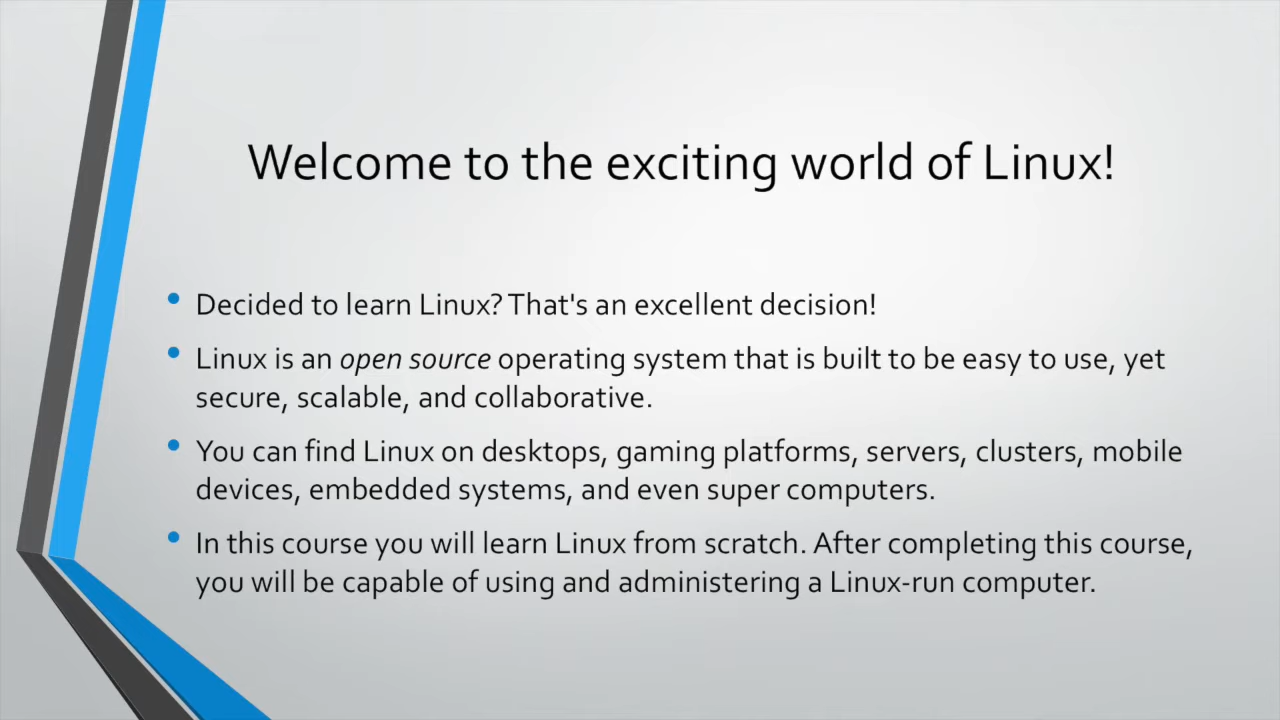 Welcome to the exciting world of Linux!
• Decided to learn Linux? That's an excellent decision!
• Linux is an open source operating system that is built to be easy to use, yet
secure, scalable, and collaborative.
• You can find Linux on desktops, gaming platforms, servers, clusters, mobile
devices, embedded systems, and even super computers.
• In this course you will learn Linux from scratch. After completing this course,
you will be capable of using and administering a Linux-run computer.